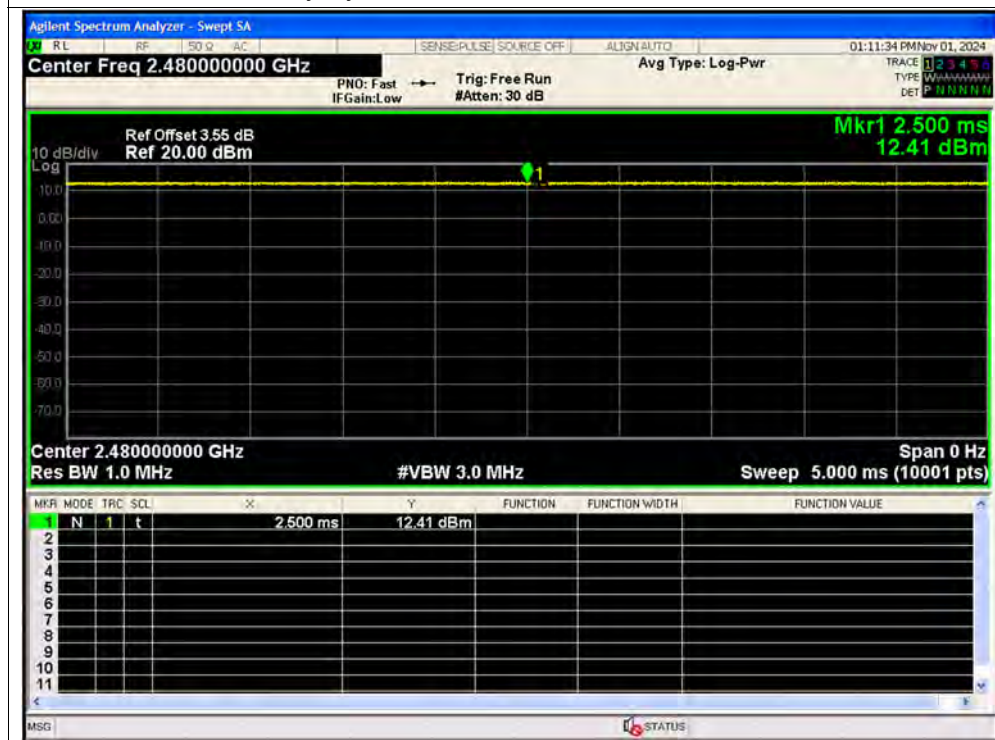 Agilent Spectrum Analyzer - Swept SA
RL RF 50 Ω AC SENSE:PULSE SOURCE OFF ALIGN AUTO 01:11:34 PM Nov 01, 2024
Center Freq 2.480000000 GHz Avg Type: Log-Pwr TRACE 1 2 3 4 5 6
PNO: Fast Trig: Free Run TYPE
IFGain:Low #Atten: 30 dB DET P N N N N N
Mkr1 2.500 ms
Ref Offset 3.55 dB
10 dB/div Ref 20.00 dBm 12.41 dBm
Log
1
10.0
0.00
-10.0
-20.0
-30.0
-40.0
-50.0
-60.0
-70.0
Center 2.480000000 GHz Span 0 Hz
Res BW 1.0 MHz #VBW 3.0 MHz Sweep 5.000 ms (10001 pts)
MKR MODE TRC SCL X Y FUNCTION FUNCTION WIDTH FUNCTION VALUE
1 N 1 t 2.500 ms 12.41 dBm
2
3
4
5
6
7
8
9
10
11
MSG STATUS